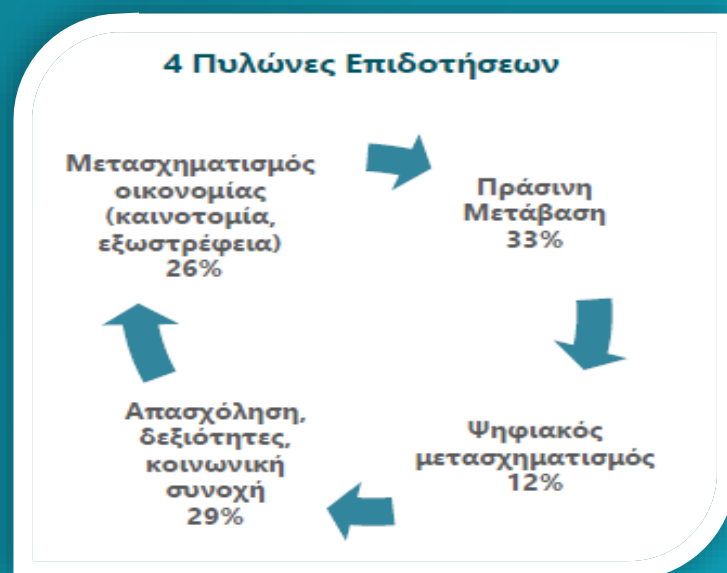 4 Πυλώνες Επιδοτήσεων
Μετασχηματισμός
οικονομίας
(καινοτομία,
εξωστρέφεια)
26%
Πράσινη
Μετάβαση
33%
Απασχόληση,
δεξιότητες,
κοινωνική
συνοχή
29%
Ψηφιακός
μετασχηματισμός
12%